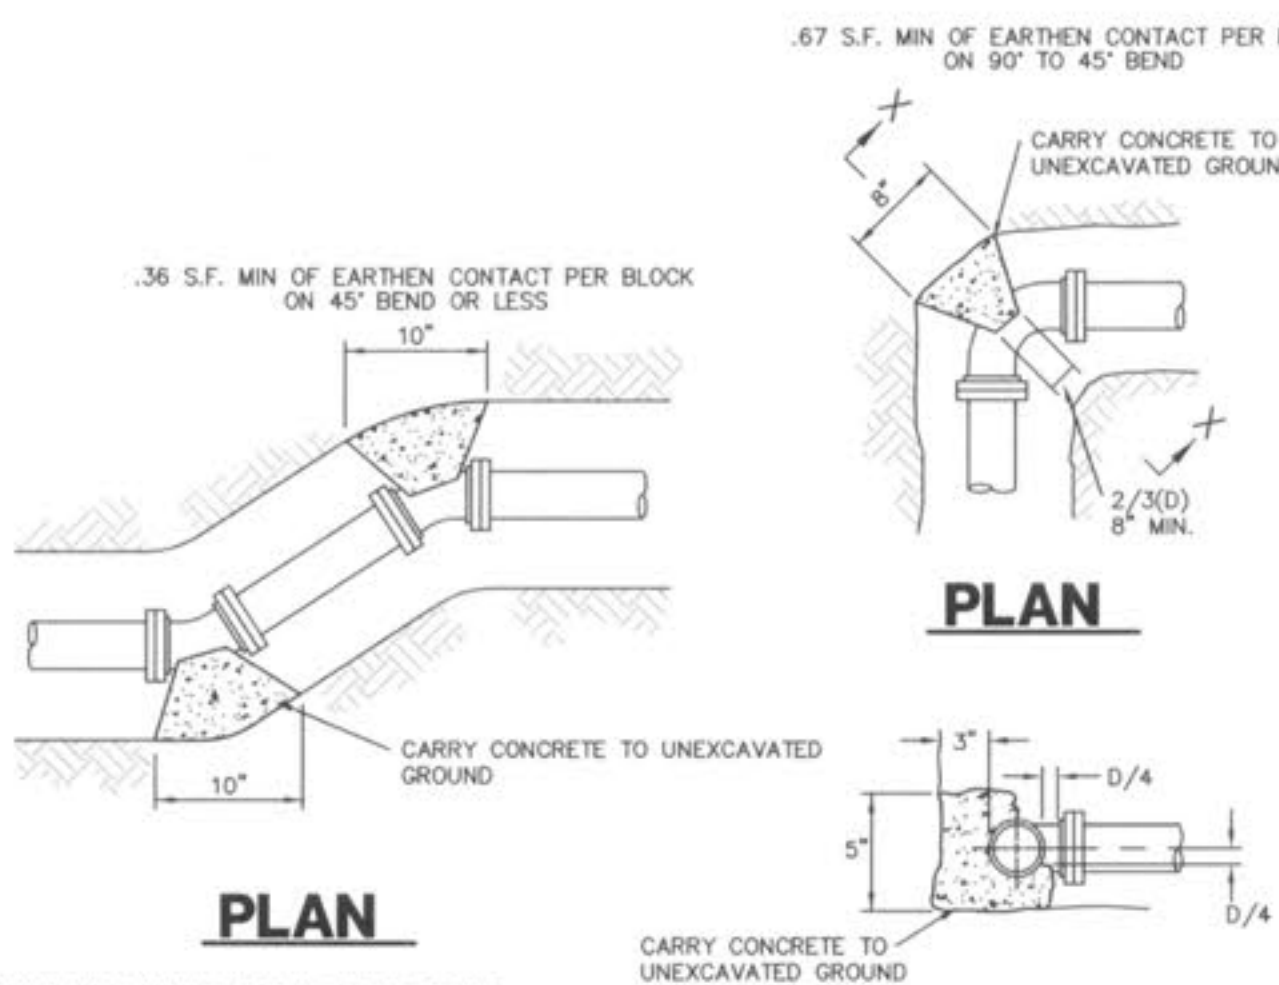 .67 S.F. MIN OF EARTHEN CONTACT PER
ON 90° TO 45° BEND
X
CARRY CONCRETE TO
UNEXCAVATED GROUN
8"
.36 S.F. MIN OF EARTHEN CONTACT PER BLOCK
ON 45° BEND OR LESS
10"
X
2/3(D)
8" MIN.
PLAN
CARRY CONCRETE TO UNEXCAVATED
GROUND
10"
3"
D/4
5"
D/4
PLAN
CARRY CONCRETE TO
UNEXCAVATED GROUND